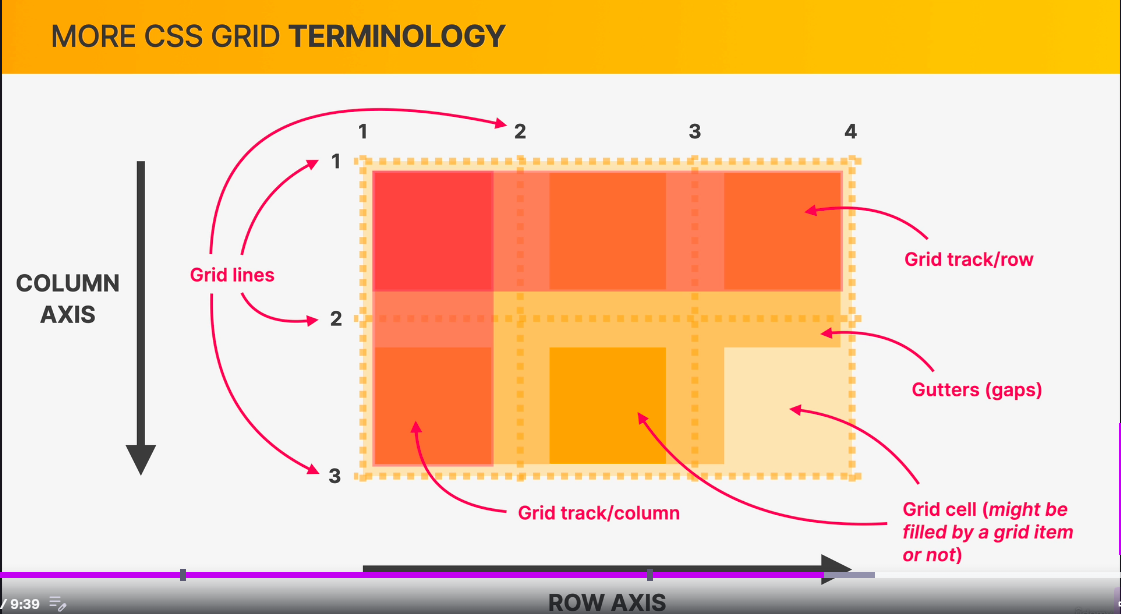 MORE CSS GRID TERMINOLOGY
1 2 3 4
1
Grid track/row
COLUMN
AXIS
Grid lines
2
Gutters (gaps)
3
Grid track/column
Grid cell (might be
filled by a grid item
or not)
ROW AXIS
/ 9:39